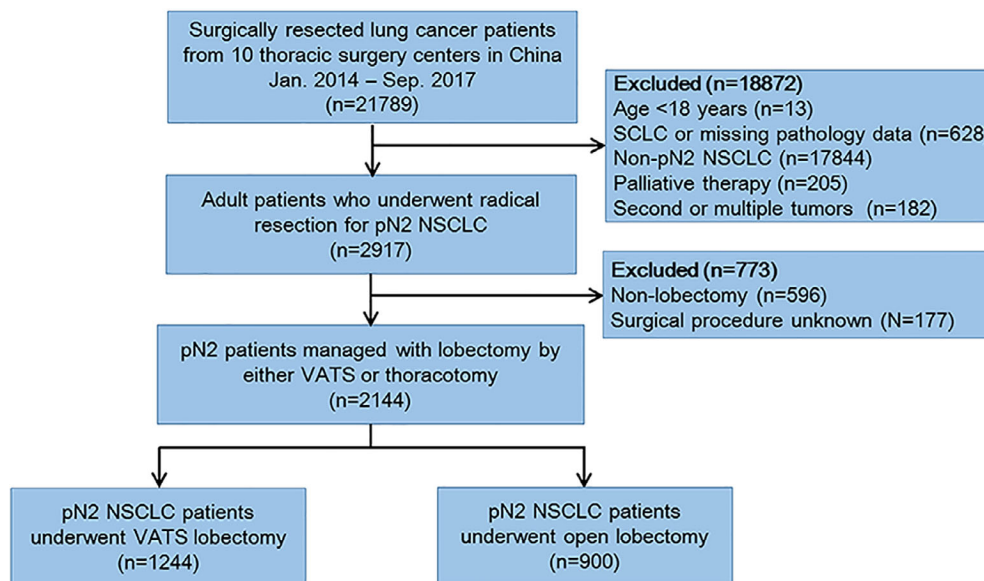 Surgically resected lung cancer patients
from 10 thoracic surgery centers in China
Jan. 2014 – Sep. 2017
(n=21789)
Excluded (n=18872)
Age <18 years (n=13)
SCLC or missing pathology data (n=628
Non-pN2 NSCLC (n=17844)
Palliative therapy (n=205)
Second or multiple tumors (n=182)
Adult patients who underwent radical
resection for pN2 NSCLC
(n=2917)
Excluded (n=773)
Non-lobectomy (n=596)
Surgical procedure unknown (N=177)
pN2 patients managed with lobectomy by
either VATS or thoracotomy
(n=2144)
pN2 NSCLC patients
underwent VATS lobectomy
(n=1244)
pN2 NSCLC patients
underwent open lobectomy
(n=900)